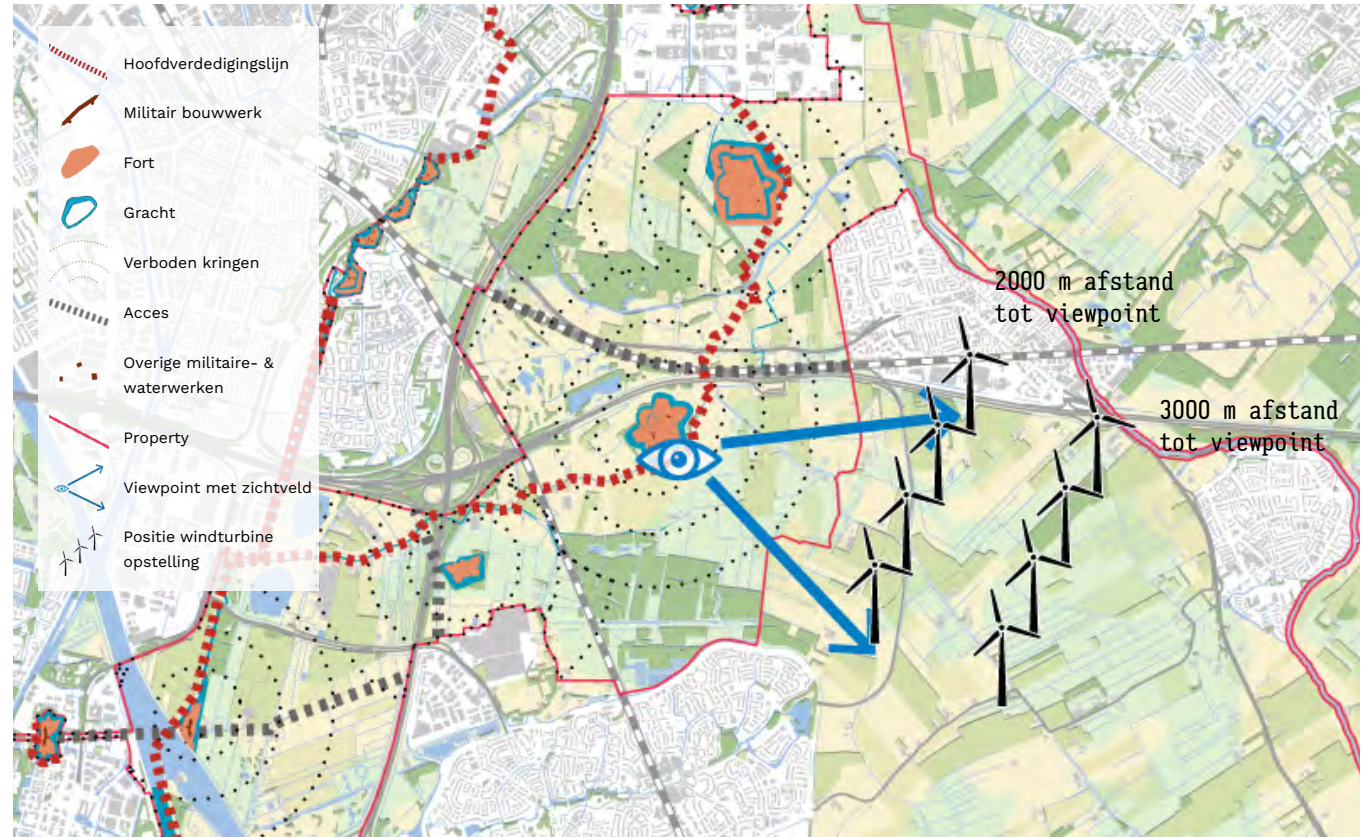 Hoofdverdedigingslijn
Militair bouwwerk
Fort
Gracht
Verboden kringen
Acces
Overige militaire- &
waterwerken
Property
Viewpoint met zichtveld
Positie windturbine
opstelling
2000 m afstand
tot viewpoint
3000 m afstand
tot viewpoint